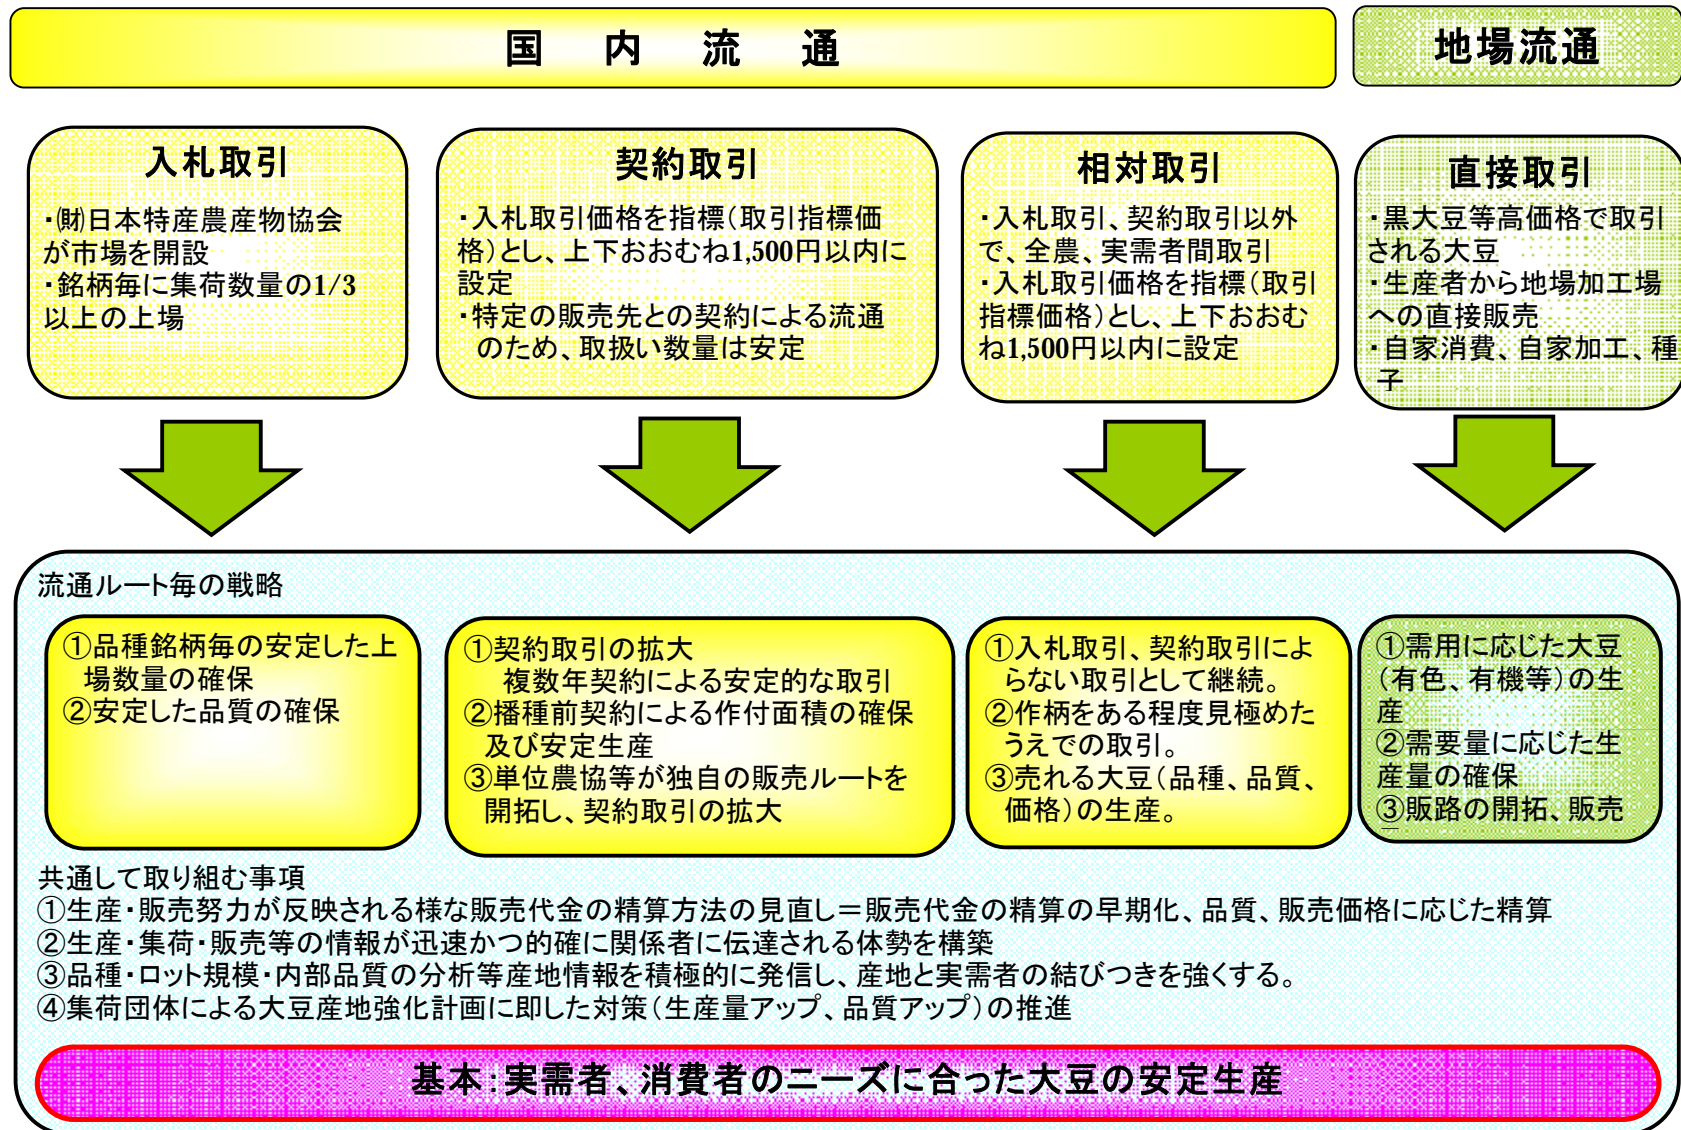 国内流通
地場流通
入札取引
・㈶日本特産農産物協会
が市場を開設
・銘柄毎に集荷数量の1/3
以上の上場
契約取引
・入札取引価格を指標(取引指標価
格)とし、上下おおむね1,500円以内に
設定
・特定の販売先との契約による流通
のため、取扱い数量は安定
相対取引
・入札取引、契約取引以外
で、全農、実需者間取引
・入札取引価格を指標(取引
指標価格)とし、上下おおむ
ね1,500円以内に設定
直接取引
・黒大豆等高価格で取引
される大豆
・生産者から地場加工場
への直接販売
・自家消費、自家加工、種
子
流通ルート毎の戦略
①品種銘柄毎の安定した上
場数量の確保
②安定した品質の確保
①契約取引の拡大
複数年契約による安定的な取引
②播種前契約による作付面積の確保
及び安定生産
③単位農協等が独自の販売ルートを
開拓し、契約取引の拡大
①入札取引、契約取引によ
らない取引として継続。
②作柄をある程度見極めた
うえでの取引。
③売れる大豆(品種、品質、
価格)の生産。
①需用に応じた大豆
(有色、有機等)の生
産
②需要量に応じた生
産量の確保
③販路の開拓、販売
共通して取り組む事項
①生産・販売努力が反映される様な販売代金の精算方法の見直し=販売代金の精算の早期化、品質、販売価格に応じた精算
②生産・集荷・販売等の情報が迅速かつ的確に関係者に伝達される体勢を構築
③品種・ロット規模・内部品質の分析等産地情報を積極的に発信し、産地と実需者の結びつきを強くする。
④集荷団体による大豆産地強化計画に即した対策(生産量アップ、品質アップ)の推進
基本:実需者、消費者のニーズに合った大豆の安定生産